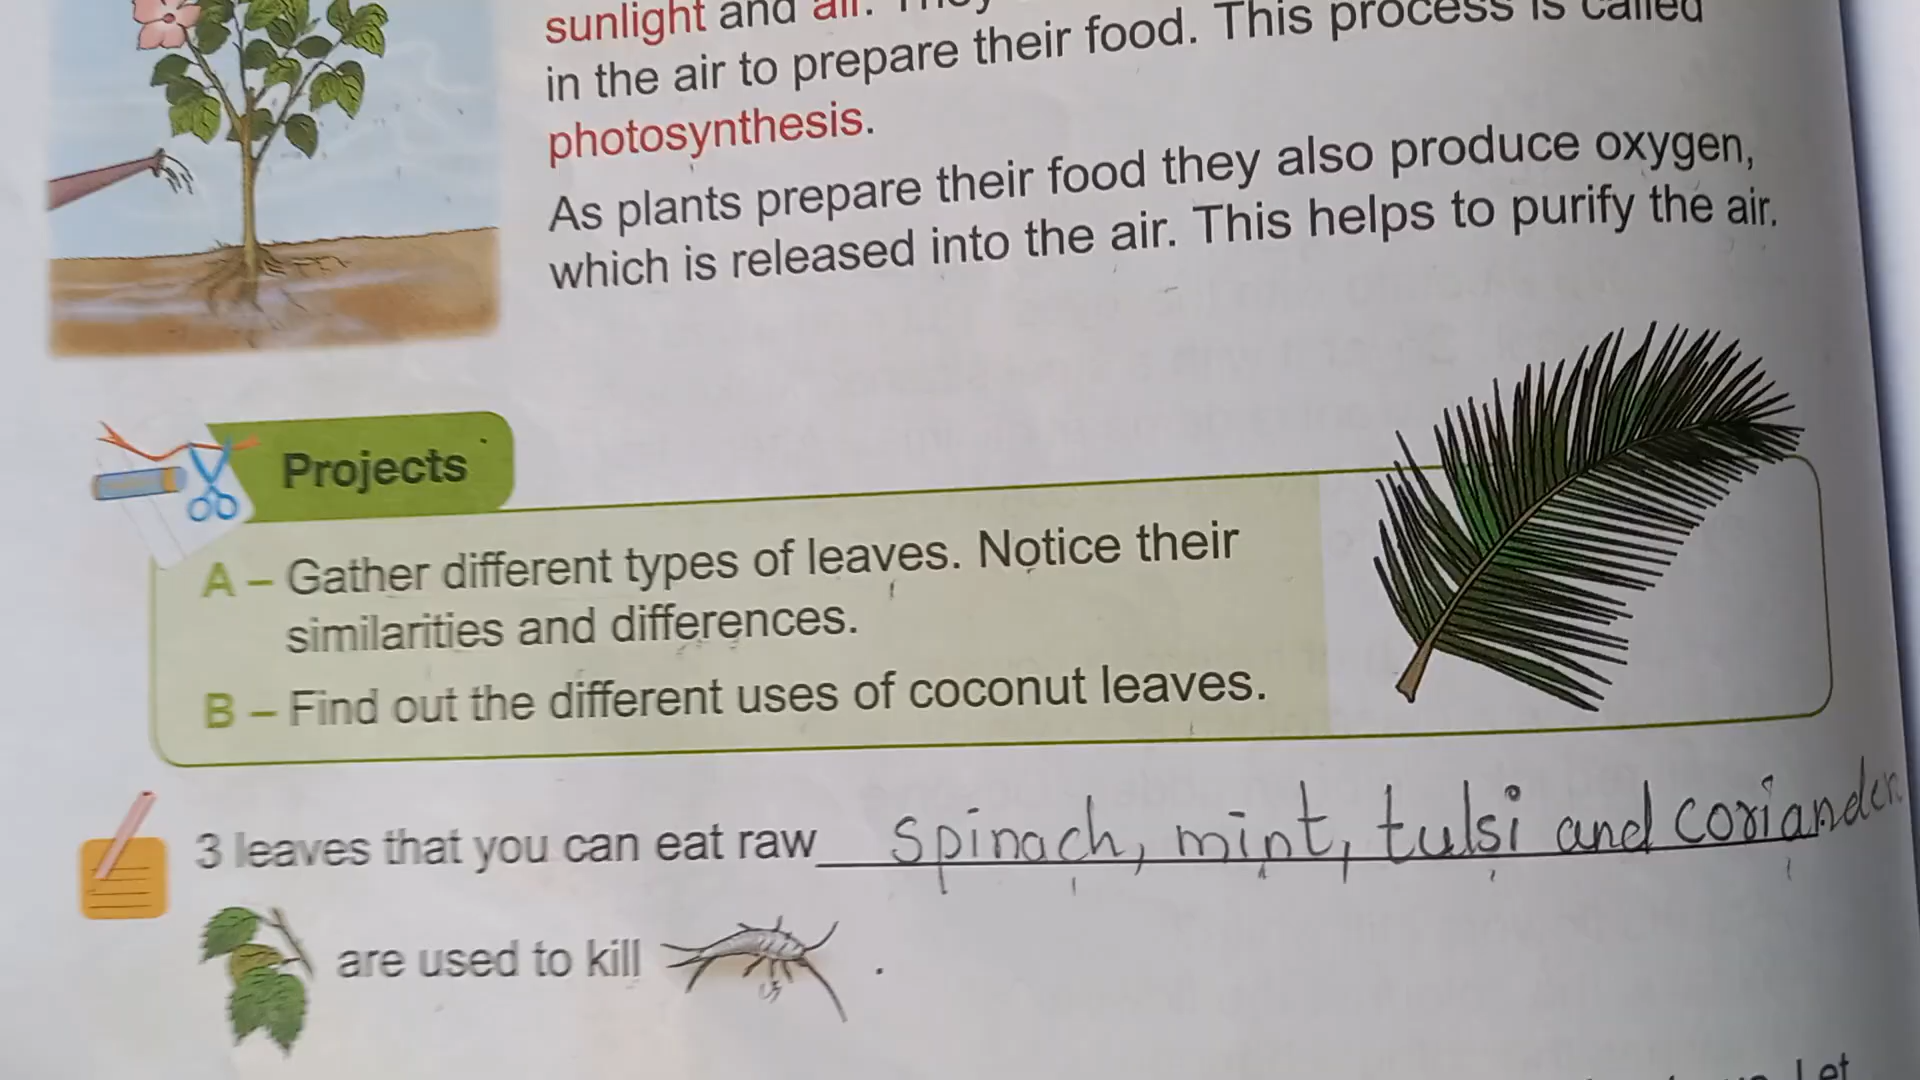 sunlight and air. They
in the air to prepare their food. This process is called
photosynthesis.
As plants prepare their food they also produce oxygen,
which is released into the air. This helps to purify the air.
Projects
A – Gather different types of leaves. Notice their
similarities and differences.
B – Find out the different uses of coconut leaves.
3 leaves that you can eat raw spinach, mint, tulsi and coriander
are used to kill .
Let